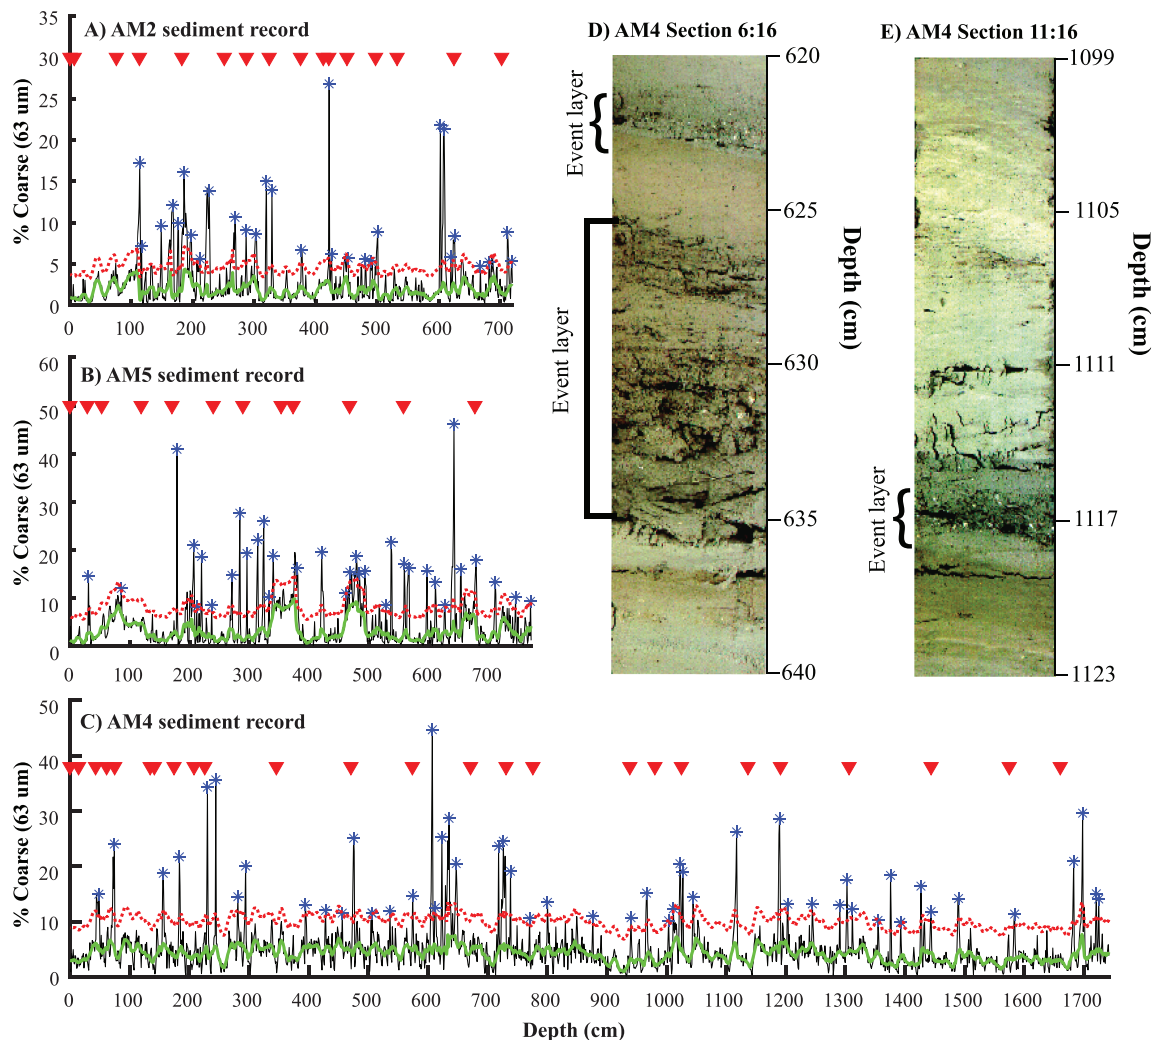 A) AM2 sediment record
% Coarse (63 um)
35
30
25
20
15
10
5
0
0 100 200 300 400 500 600 700
B) AM5 sediment record
% Coarse (63 um)
60
50
40
30
20
10
0
0 100 200 300 400 500 600 700
C) AM4 sediment record
% Coarse (63 um)
50
40
30
20
10
0
0 100 200 300 400 500 600 700 800 900 1000 1100 1200 1300 1400 1500 1600 1700
Depth (cm)
D) AM4 Section 6:16
Event layer
Event layer
620
625
630
635
640
Depth (cm)
E) AM4 Section 11:16
Event layer
1099
1105
1111
1117
1123
Depth (cm)